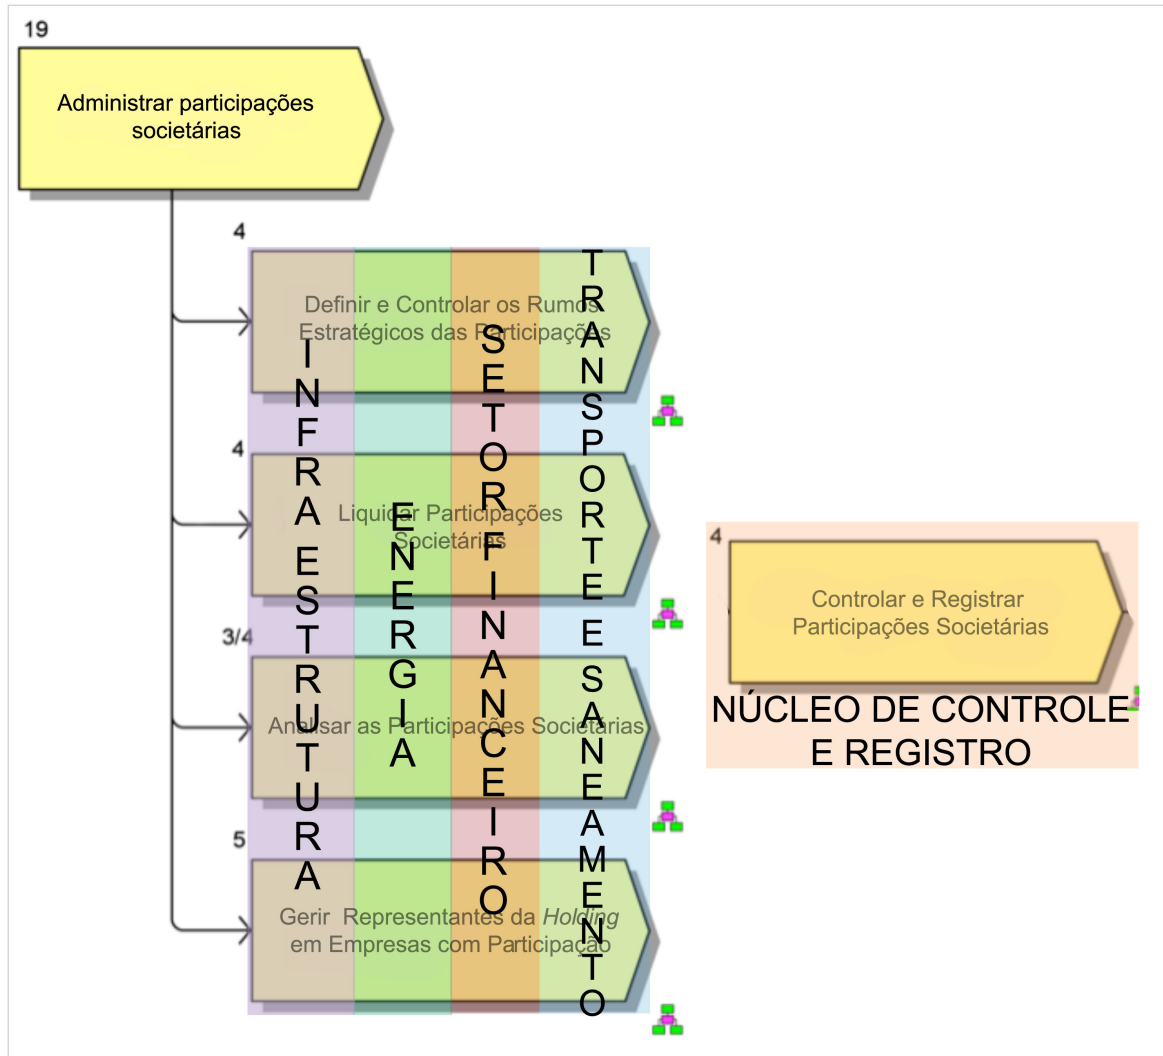 19
Administrar participações
societárias
4
Definir e Controlar os Rumos
Estratégicos das Participações
4
Liquidar Participações
Societárias
3/4
Analisar as Participações Societárias
5
Gerir Representantes da Holding
em Empresas com Participação
INFRA ESTRUTURA
ENERGIA
SETOR FINANCEIRO
TRANSPORTE E SANEAMENTO
4
Controlar e Registrar
Participações Societárias
NÚCLEO DE CONTROLE
E REGISTRO